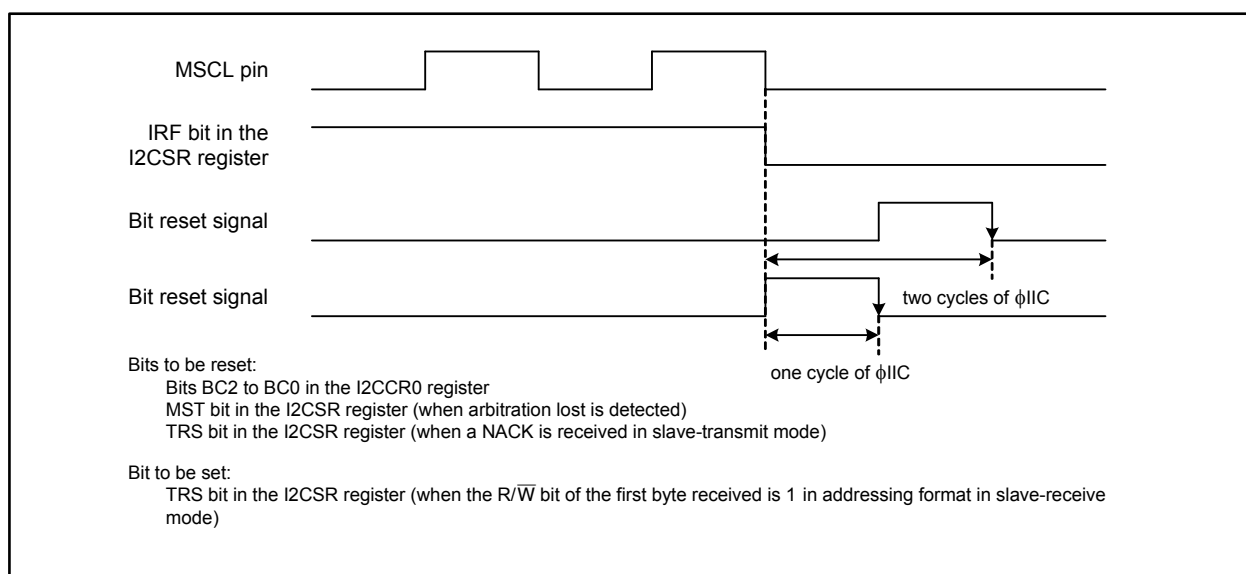 MSCL pin
IRF bit in the
I2CSR register
Bit reset signal
two cycles of ϕIIC
Bit reset signal
one cycle of ϕIIC
Bits to be reset:
Bits BC2 to BC0 in the I2CCR0 register
MST bit in the I2CSR register (when arbitration lost is detected)
TRS bit in the I2CSR register (when a NACK is received in slave-transmit mode)
Bit to be set:
TRS bit in the I2CSR register (when the R/W̅ bit of the first byte received is 1 in addressing format in slave-receive
mode)